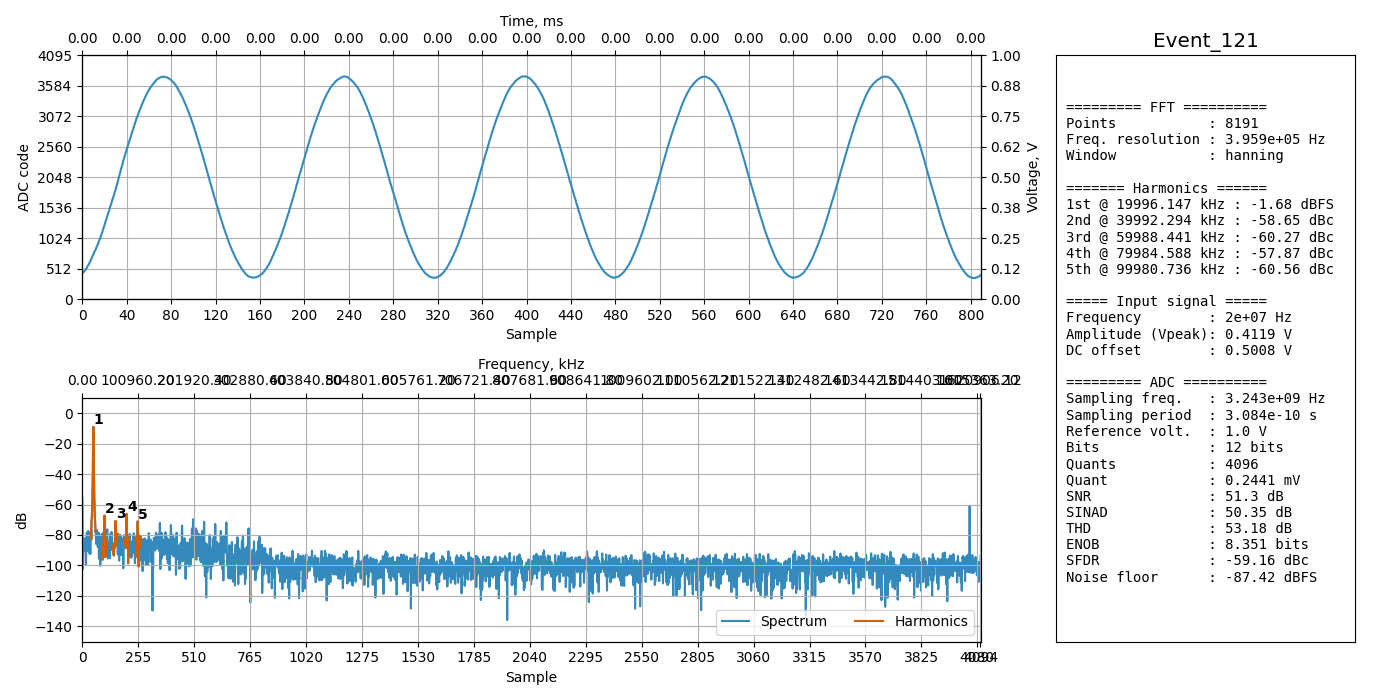 Time, ms
0.00 0.00 0.00 0.00 0.00 0.00 0.00 0.00 0.00 0.00 0.00 0.00 0.00 0.00 0.00 0.00 0.00 0.00 0.00 0.00 0.00
4095 3584 3072 2560 2048 1536 1024 512 0
ADC code
1.00 0.88 0.75 0.62 0.50 0.38 0.25 0.12 0.00
Voltage, V
0 40 80 120 160 200 240 280 320 360 400 440 480 520 560 600 640 680 720 760 800
Sample
Frequency, kHz
0.00
0 −20 −40 −60 −80 −100 −120 −140
dB
1
2
3
4
5
Spectrum
Harmonics
0 255 510 765 1020 1275 1530 1785 2040 2295 2550 2805 3060 3315 3570 3825
Sample
Event_121
========= FFT ==========
Points : 8191
Freq. resolution : 3.959e+05 Hz
Window : hanning
======= Harmonics ======
1st @ 19996.147 kHz : -1.68 dBFS
2nd @ 39992.294 kHz : -58.65 dBc
3rd @ 59988.441 kHz : -60.27 dBc
4th @ 79984.588 kHz : -57.87 dBc
5th @ 99980.736 kHz : -60.56 dBc
===== Input signal =====
Frequency : 2e+07 Hz
Amplitude (Vpeak): 0.4119 V
DC offset : 0.5008 V
========= ADC ==========
Sampling freq. : 3.243e+09 Hz
Sampling period : 3.084e-10 s
Reference volt. : 1.0 V
Bits : 12 bits
Quants : 4096
Quant : 0.2441 mV
SNR : 51.3 dB
SINAD : 50.35 dB
THD : 53.18 dB
ENOB : 8.351 bits
SFDR : -59.16 dBc
Noise floor : -87.42 dBFS